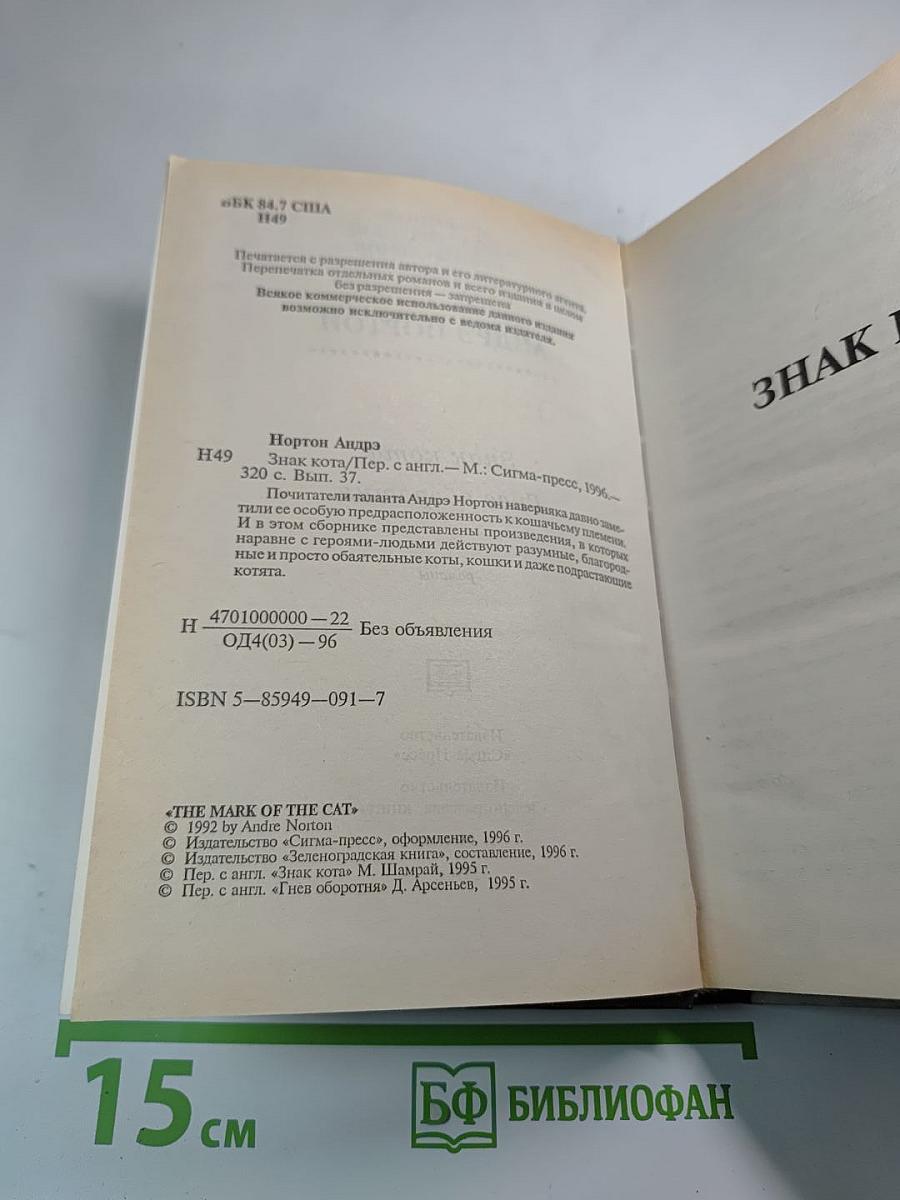 ББК 84.7 США
Н49
Печатается с разрешения автора и его литературного агента.
Перепечатка отдельных романов и всего издания в целом
без разрешения — запрещена
Всякое коммерческое использование данного издания
возможно исключительно с ведома издателя.
Нортон Андрэ
Н49 Знак кота/Пер. с англ.— М.: Сигма-пресс, 1996.—
320 с. Вып. 37.
Почитатели таланта Андрэ Нортон наверняка давно заме-
тили ее особую предрасположенность к кошачьему племени.
И в этом сборнике представлены произведения, в которых
наравне с героями-людьми действуют разумные, благород-
ные и просто обаятельные коты, кошки и даже подрастающие
котята.
Н 4701000000—22
ОД4(03)—96 Без объявления
ISBN 5—85949—091—7
«THE MARK OF THE CAT»
© 1992 by Andre Norton
© Издательство «Сигма-пресс», оформление, 1996 г.
© Издательство «Зеленоградская книга», составление, 1996 г.
© Пер. с англ. «Знак кота» М. Шамрай, 1995 г.
© Пер. с англ. «Гнев оборотня» Д. Арсеньев, 1995 г.
ЗНАК
15 см
БФ БИБЛИОФАН